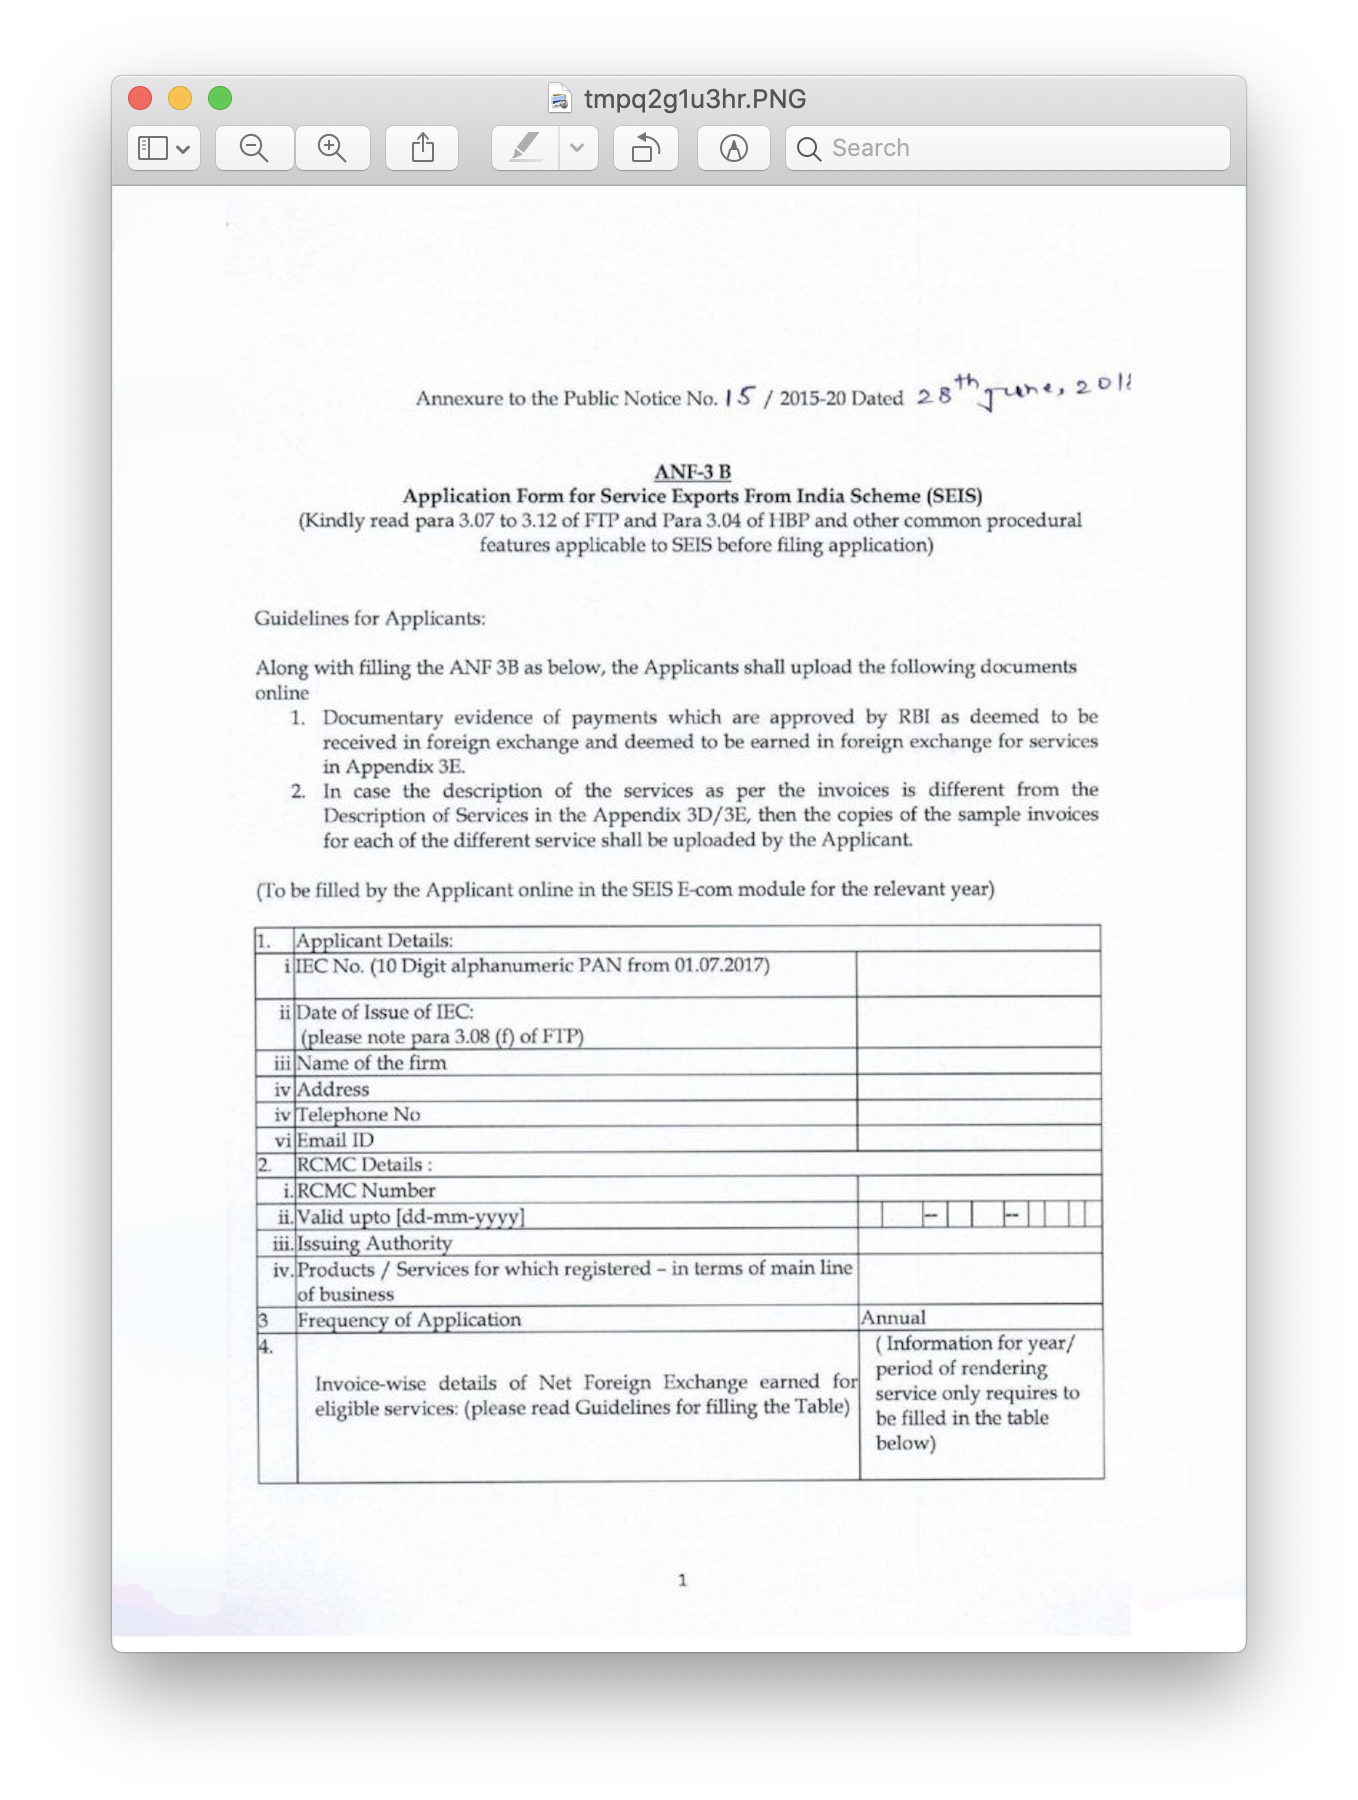 tmpq2g1u3hr.PNG
Search
Annexure to the Public Notice No. 15 / 2015-20 Dated 28th June,
ANF-3 B
Application Form for Service Exports From India Scheme (SEIS)
(Kindly read para 3.07 to 3.12 of FTP and Para 3.04 of HBP and other common procedural
features applicable to SEIS before filing application)
Guidelines for Applicants:
Along with filling the ANF 3B as below, the Applicants shall upload the following documents
online
1. Documentary evidence of payments which are approved by RBI as deemed to be
received in foreign exchange and deemed to be earned in foreign exchange for services
in Appendix 3E.
2. In case the description of the services as per the invoices is different from the
Description of Services in the Appendix 3D/3E, then the copies of the sample invoices
for each of the different service shall be uploaded by the Applicant.
(To be filled by the Applicant online in the SEIS E-com module for the relevant year)
1. Applicant Details:
i IEC No. (10 Digit alphanumeric PAN from 01.07.2017)
ii Date of Issue of IEC:
(please note para 3.08 (f) of FTP)
iii Name of the firm
iv Address
iv Telephone No
vi Email ID
2. RCMC Details :
i. RCMC Number
ii. Valid upto [dd-mm-yyyy] -- --
iii. Issuing Authority
iv. Products / Services for which registered – in terms of main line
of business
3 Frequency of Application Annual
4.
Invoice-wise details of Net Foreign Exchange earned for
eligible services: (please read Guidelines for filling the Table)
( Information for year/
period of rendering
service only requires to
be filled in the table
below)
1